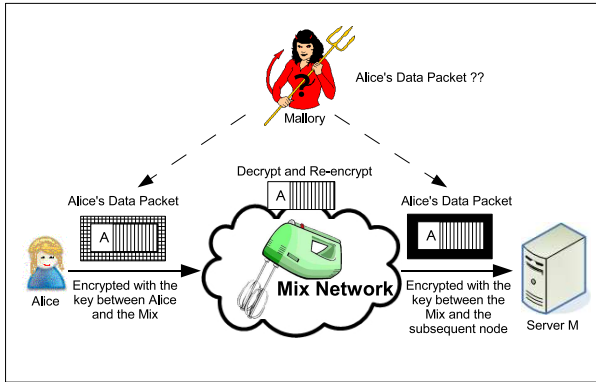 Alice's Data Packet ??
?
Mallory
Decrypt and Re-encrypt
A
Alice's Data Packet
A
Alice's Data Packet
A
Mix Network
Alice
Encrypted with the
key between Alice
and the Mix
Encrypted with the
key between the
Mix and the
subsequent node
Server M